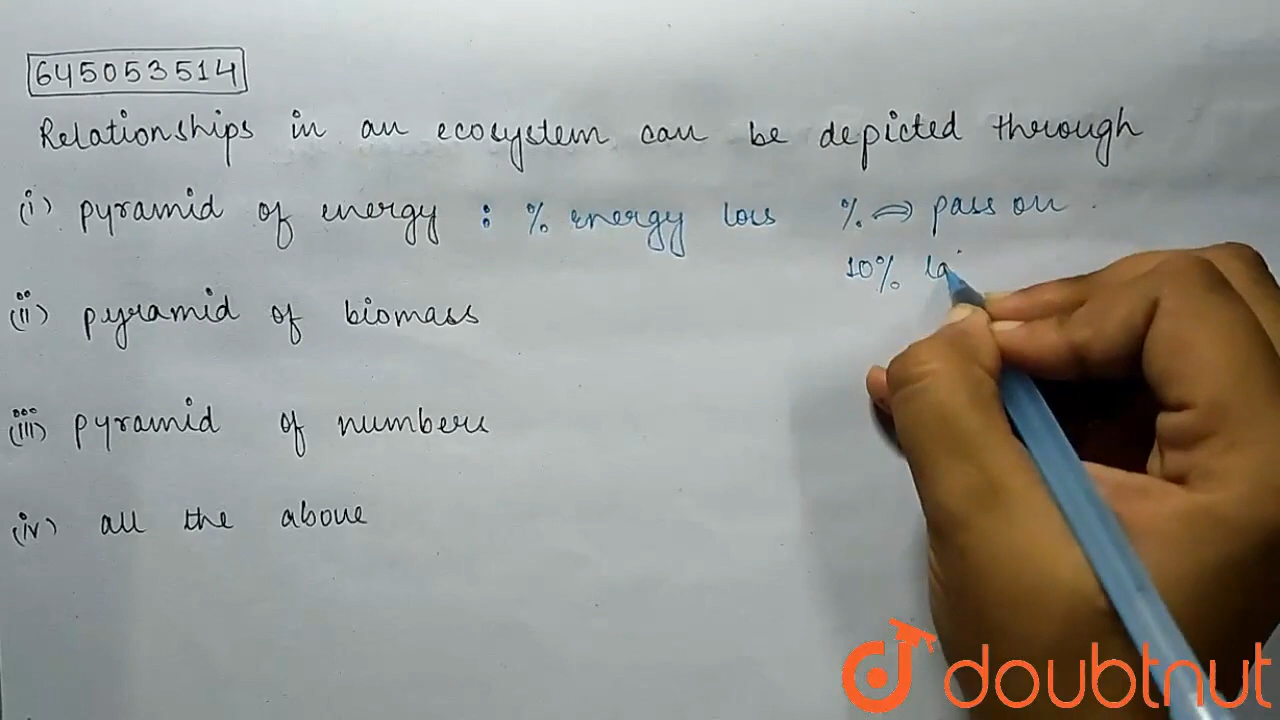 645053514
Relationships in an ecosystem can be depicted through
(i) pyramid of energy : % energy loss % ⇒ pass on
10% la
(ii) pyramid of biomass
(iii) pyramid of numbers
(iv) all the above
doubtnut